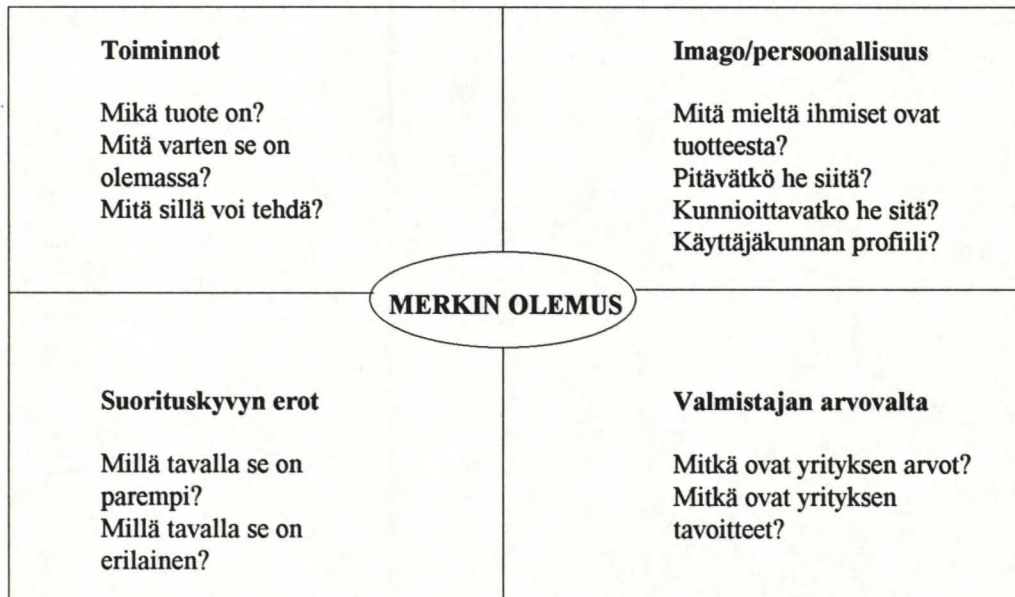 Toiminnot
Mikä tuote on?
Mitä varten se on
olemassa?
Mitä sillä voi tehdä?
Imago/persoonallisuus
Mitä mieltä ihmiset ovat
tuotteesta?
Pitävätkö he siitä?
Kunnioittavatko he sitä?
Käyttäjäkunnan profiili?
MERKIN OLEMUS
Suorituskyvyn erot
Millä tavalla se on
parempi?
Millä tavalla se on
erilainen?
Valmistajan arvovalta
Mitkä ovat yrityksen arvot?
Mitkä ovat yrityksen
tavoitteet?